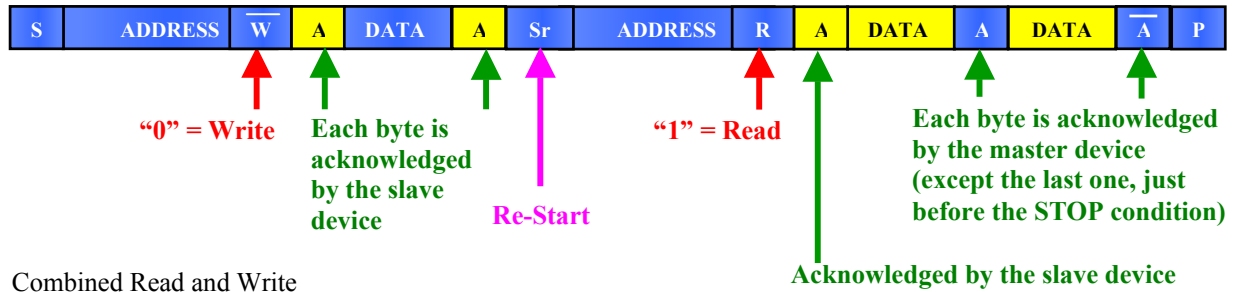 S ADDRESS W̅ A DATA A Sr ADDRESS R A DATA A DATA A̅ P
“0” = Write
Each byte is
acknowledged
by the slave
device
Re-Start
“1” = Read
Each byte is acknowledged
by the master device
(except the last one, just
before the STOP condition)
Acknowledged by the slave device
Combined Read and Write